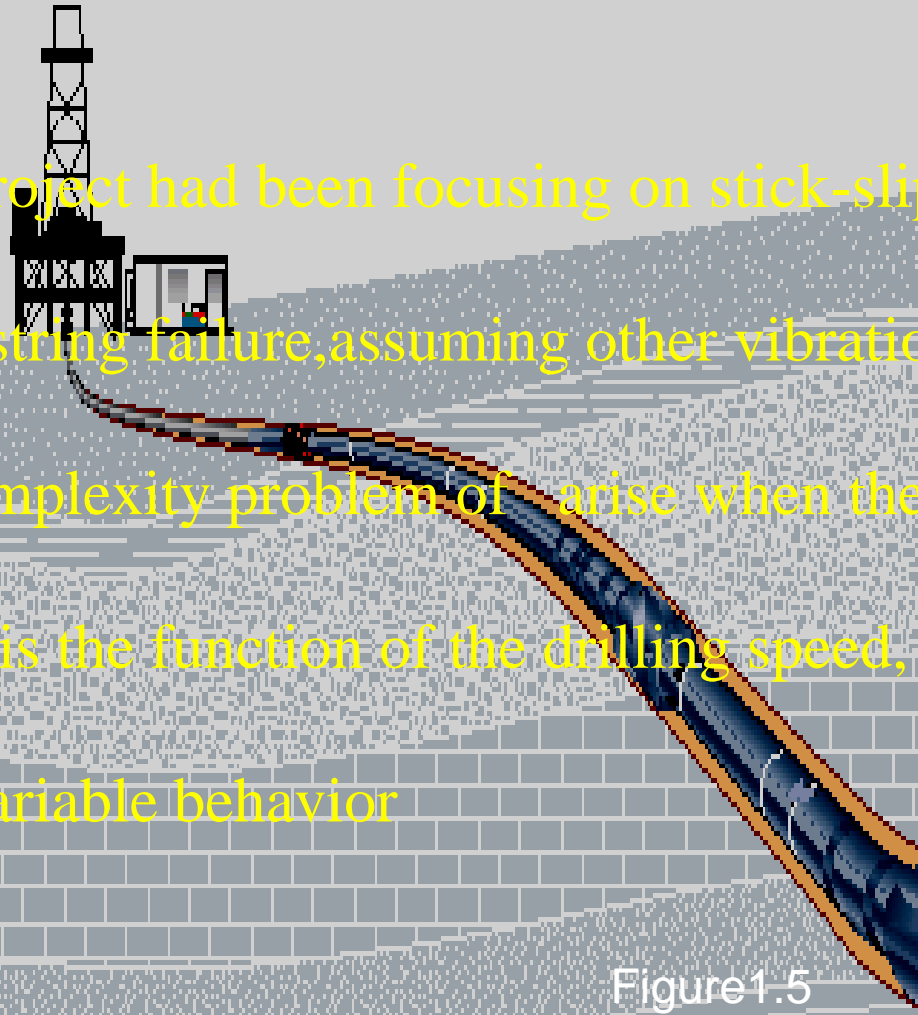 roject had been focusing on stick-slip
string failure,assuming other vibratio
mplexity problem of arise when the
is the function of the drilling speed,
ariable behavior
Figure1.5